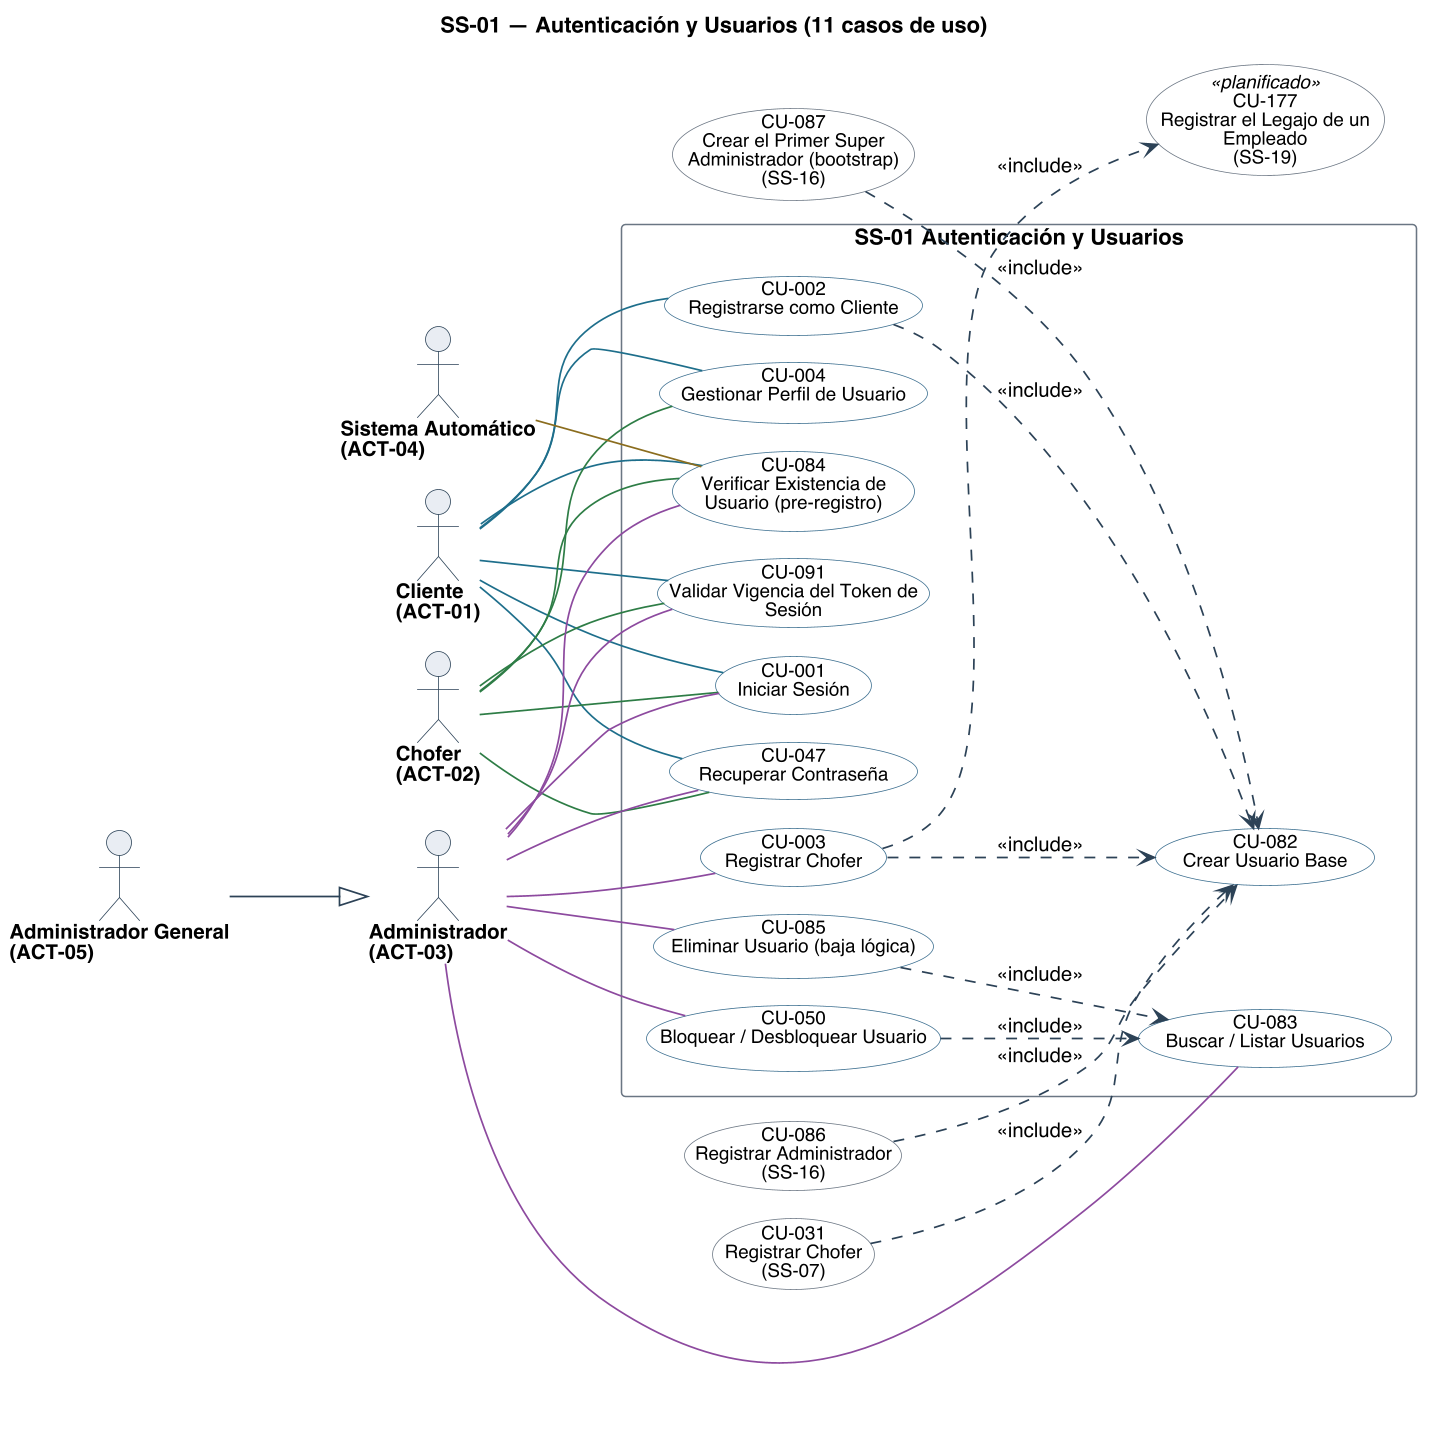 SS-01 — Autenticación y Usuarios (11 casos de uso)
«planificado»
CU-177
Registrar el Legajo de un
Empleado
(SS-19)
CU-087
Crear el Primer Super
Administrador (bootstrap)
(SS-16)
«include»
SS-01 Autenticación y Usuarios
«include»
CU-002
Registrarse como Cliente
CU-004
Gestionar Perfil de Usuario
«include»
Sistema Automático
(ACT-04)
CU-084
Verificar Existencia de
Usuario (pre-registro)
Cliente
(ACT-01)
CU-091
Validar Vigencia del Token de
Sesión
CU-001
Iniciar Sesión
Chofer
(ACT-02)
CU-047
Recuperar Contraseña
CU-003
Registrar Chofer
«include»
CU-082
Crear Usuario Base
Administrador General
(ACT-05)
Administrador
(ACT-03)
CU-085
Eliminar Usuario (baja lógica)
«include»
CU-050
Bloquear / Desbloquear Usuario
«include»
CU-083
Buscar / Listar Usuarios
«include»
CU-086
Registrar Administrador
(SS-16)
«include»
CU-031
Registrar Chofer
(SS-07)